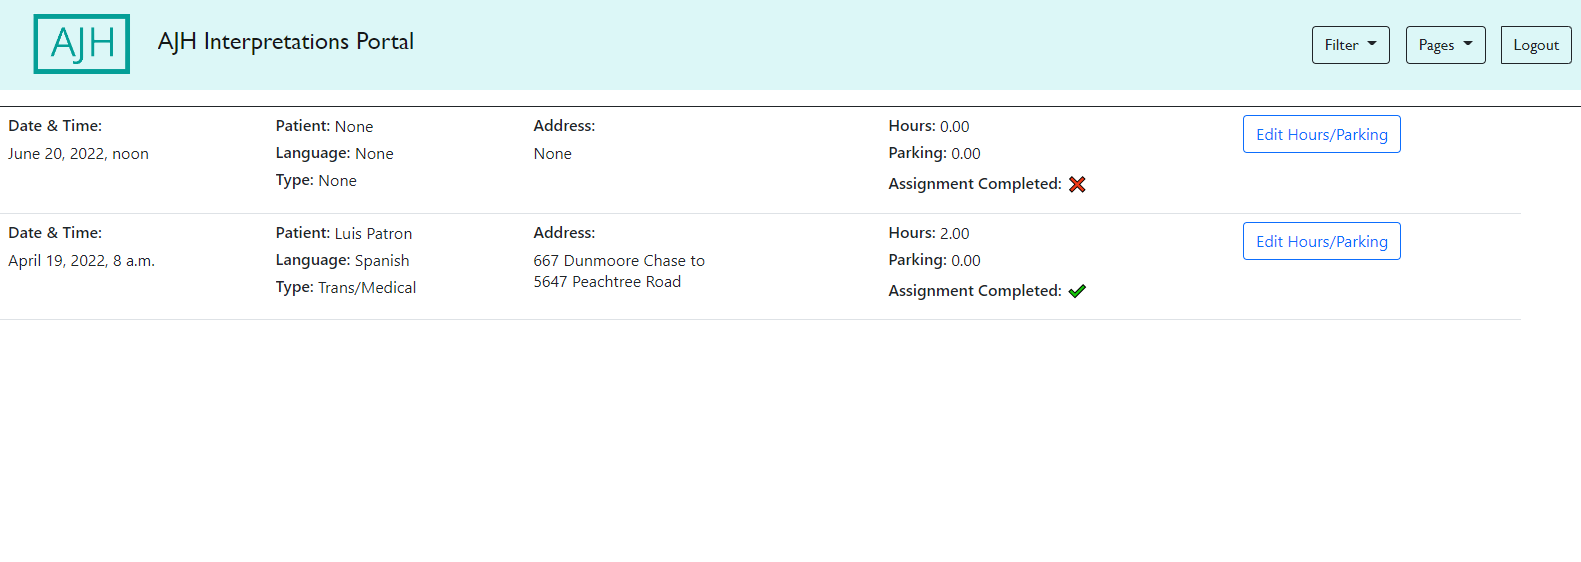 AJH
AJH Interpretations Portal
Filter
Pages
Logout
Date & Time:
June 20, 2022, noon
Patient: None
Language: None
Type: None
Address:
None
Hours: 0.00
Parking: 0.00
Assignment Completed:
Edit Hours/Parking
Date & Time:
April 19, 2022, 8 a.m.
Patient: Luis Patron
Language: Spanish
Type: Trans/Medical
Address:
667 Dunmoore Chase to
5647 Peachtree Road
Hours: 2.00
Parking: 0.00
Assignment Completed:
Edit Hours/Parking